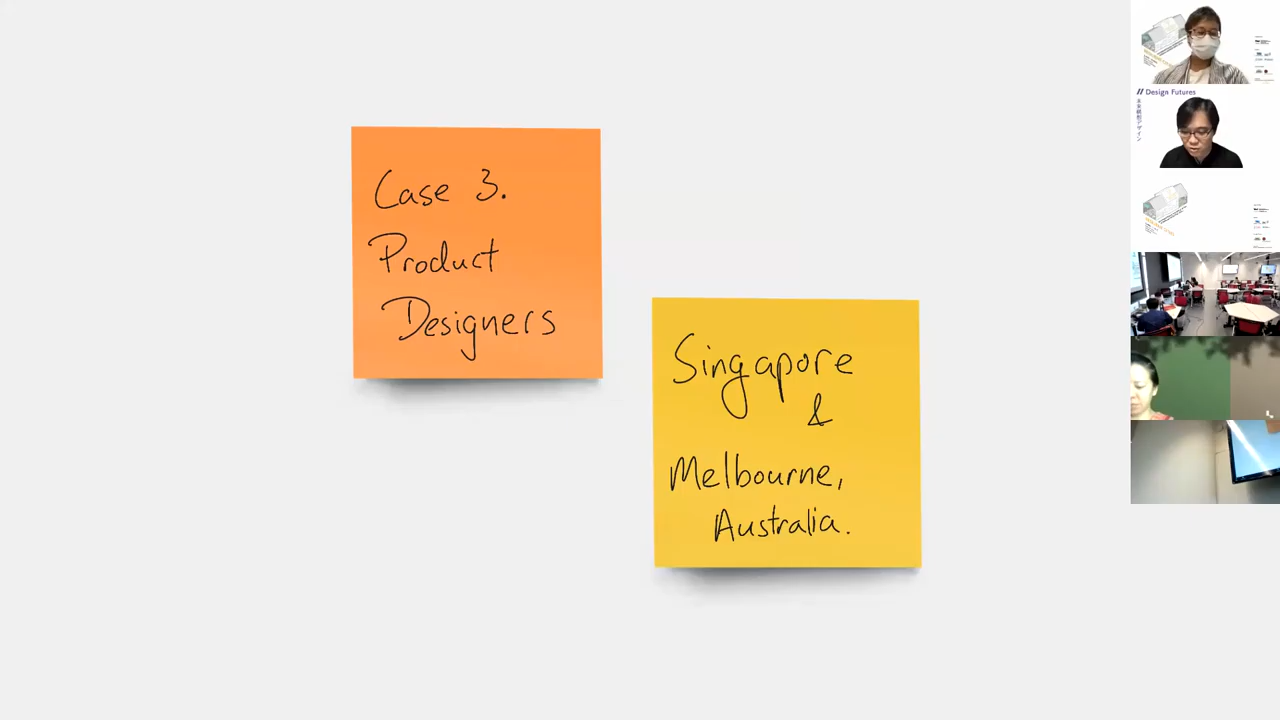 Case 3.
Product
Designers
Singapore
&
Melbourne,
Australia.
// Design Futures